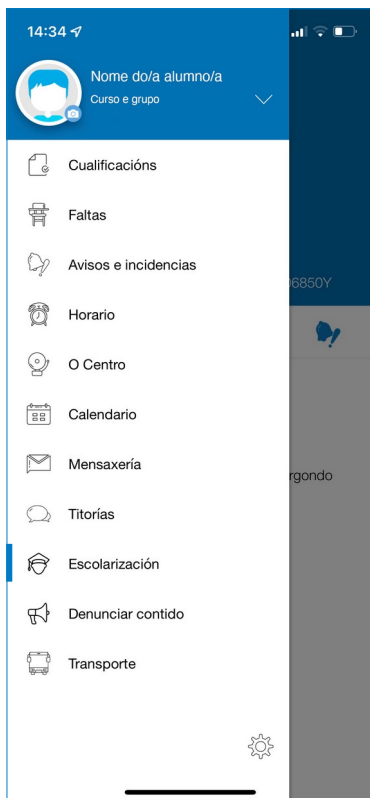 14:34
Nome do/a alumno/a
Curso e grupo
Cualificacións
Faltas
Avisos e incidencias
06850Y
Horario
O Centro
Calendario
Mensaxería
rgondo
Titorías
Escolarización
Denunciar contido
Transporte